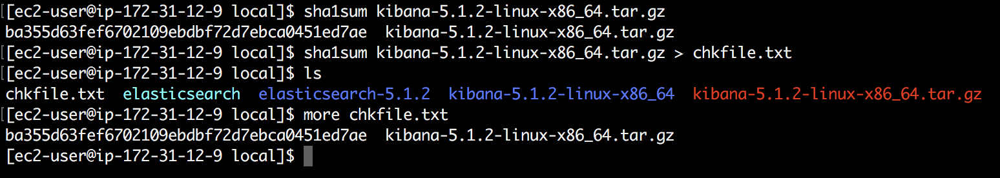 [ec2-user@ip-172-31-12-9 local]$ sha1sum kibana-5.1.2-linux-x86_64.tar.gz
ba355d63fef6702109ebdbf72d7ebca0451ed7ae  kibana-5.1.2-linux-x86_64.tar.gz
[ec2-user@ip-172-31-12-9 local]$ sha1sum kibana-5.1.2-linux-x86_64.tar.gz > chkfile.txt
[ec2-user@ip-172-31-12-9 local]$ ls
chkfile.txt  elasticsearch  elasticsearch-5.1.2  kibana-5.1.2-linux-x86_64  kibana-5.1.2-linux-x86_64.tar.gz
[ec2-user@ip-172-31-12-9 local]$ more chkfile.txt
ba355d63fef6702109ebdbf72d7ebca0451ed7ae  kibana-5.1.2-linux-x86_64.tar.gz
[ec2-user@ip-172-31-12-9 local]$